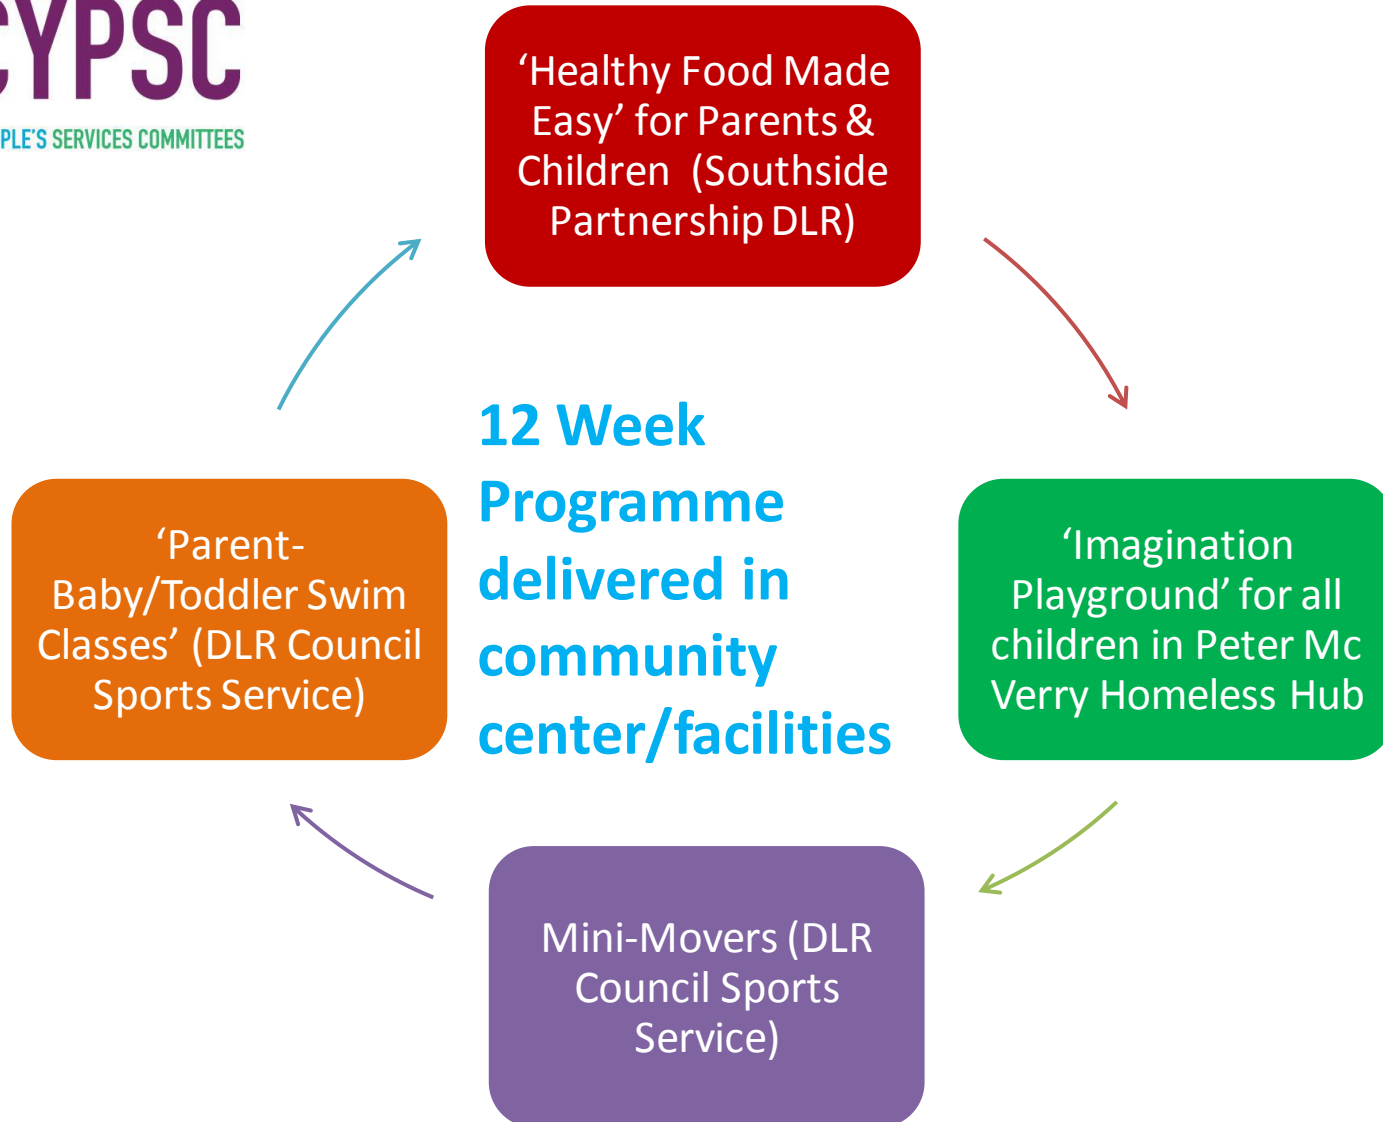 CYPSC
PLE'S SERVICES COMMITTEES
‘Healthy Food Made
Easy’ for Parents &
Children (Southside
Partnership DLR)
12 Week
Programme
delivered in
community
center/facilities
‘Parent-
Baby/Toddler Swim
Classes’ (DLR Council
Sports Service)
‘Imagination
Playground’ for all
children in Peter Mc
Verry Homeless Hub
Mini-Movers (DLR
Council Sports
Service)